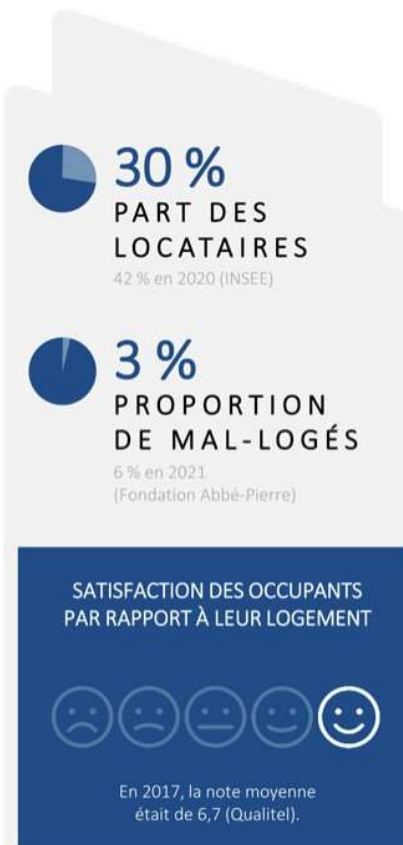 30 %
PART DES
LOCATAIRES
42 % en 2020 (INSEE)
3 %
PROPORTION
DE MAL-LOGÉS
6 % en 2021
(Fondation Abbé-Pierre)
SATISFACTION DES OCCUPANTS
PAR RAPPORT À LEUR LOGEMENT
En 2017, la note moyenne
était de 6,7 (Qualitel).